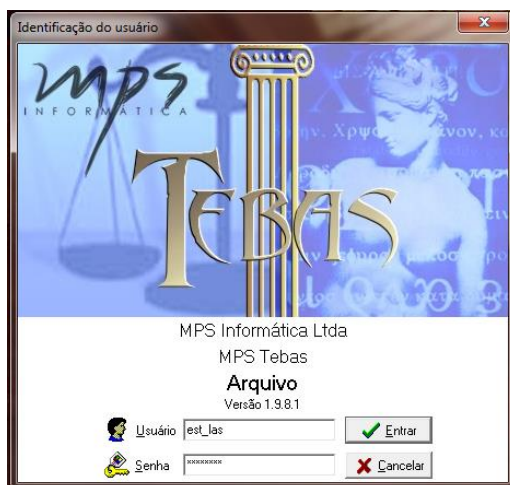 Identificação do usuário
mps
INFORMÁTICA
TEBAS
MPS Informática Ltda
MPS Tebas
Arquivo
Versão 1.9.8.1
Usuário est_las Entrar
Senha ******** Cancelar